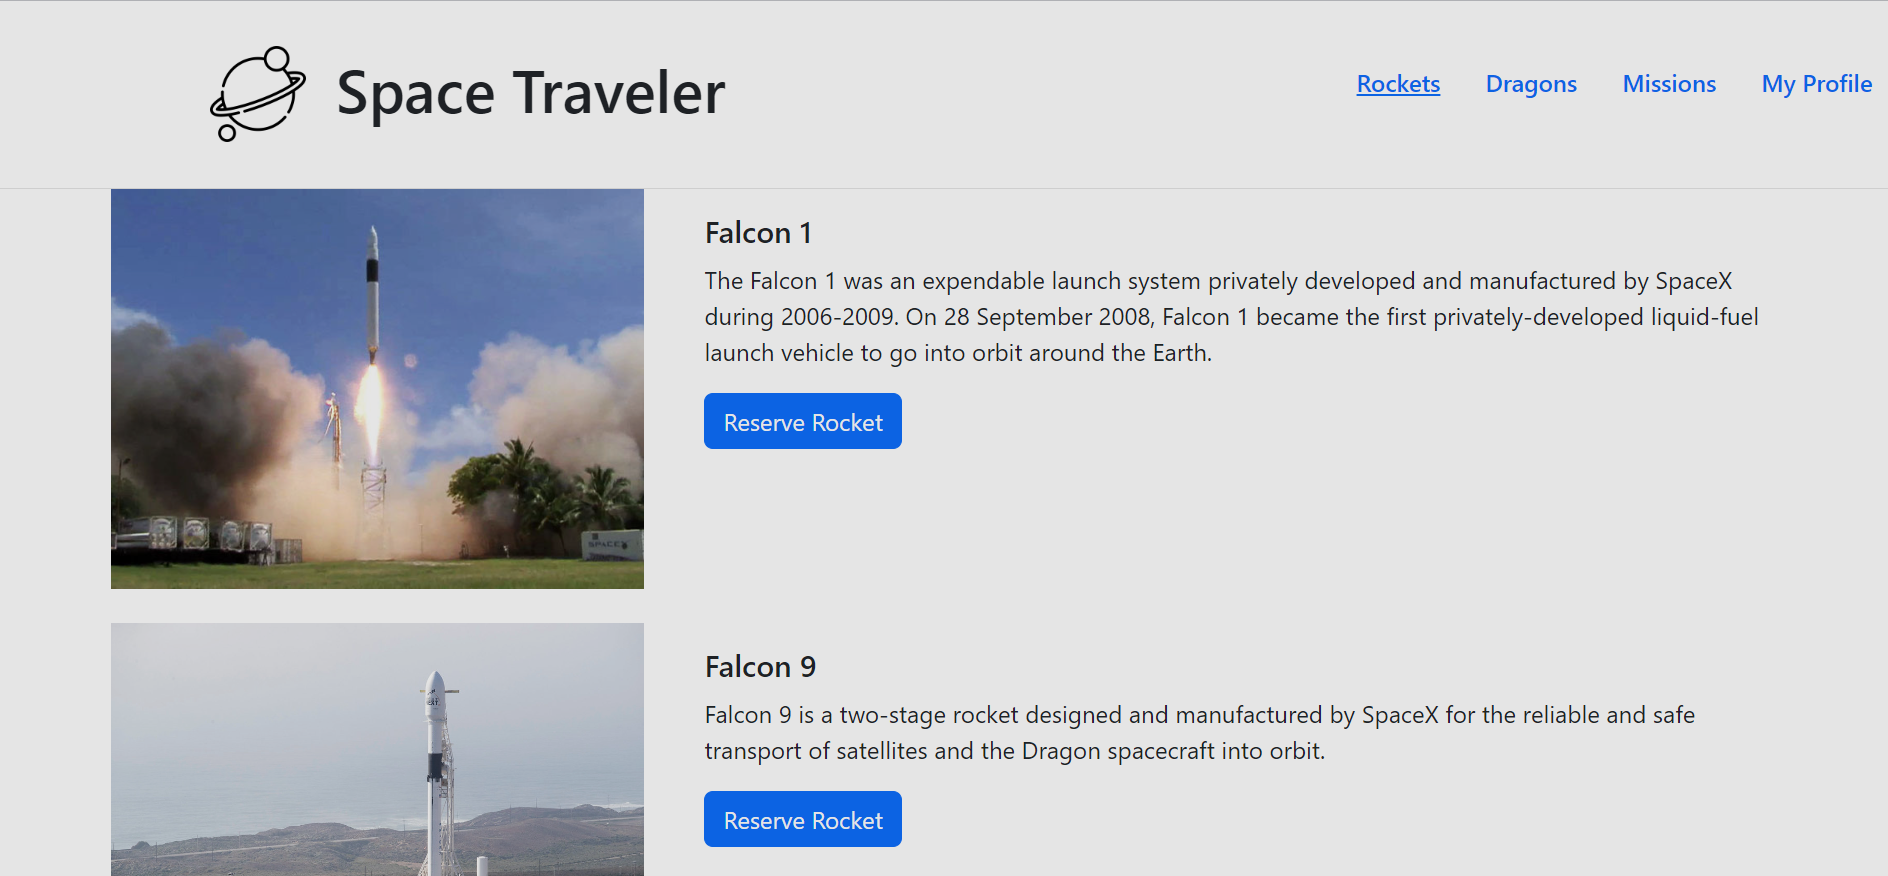 Space Traveler
Rockets Dragons Missions My Profile
Falcon 1
The Falcon 1 was an expendable launch system privately developed and manufactured by SpaceX
during 2006-2009. On 28 September 2008, Falcon 1 became the first privately-developed liquid-fuel
launch vehicle to go into orbit around the Earth.
Reserve Rocket
SPACEX
Falcon 9
Falcon 9 is a two-stage rocket designed and manufactured by SpaceX for the reliable and safe
transport of satellites and the Dragon spacecraft into orbit.
Reserve Rocket